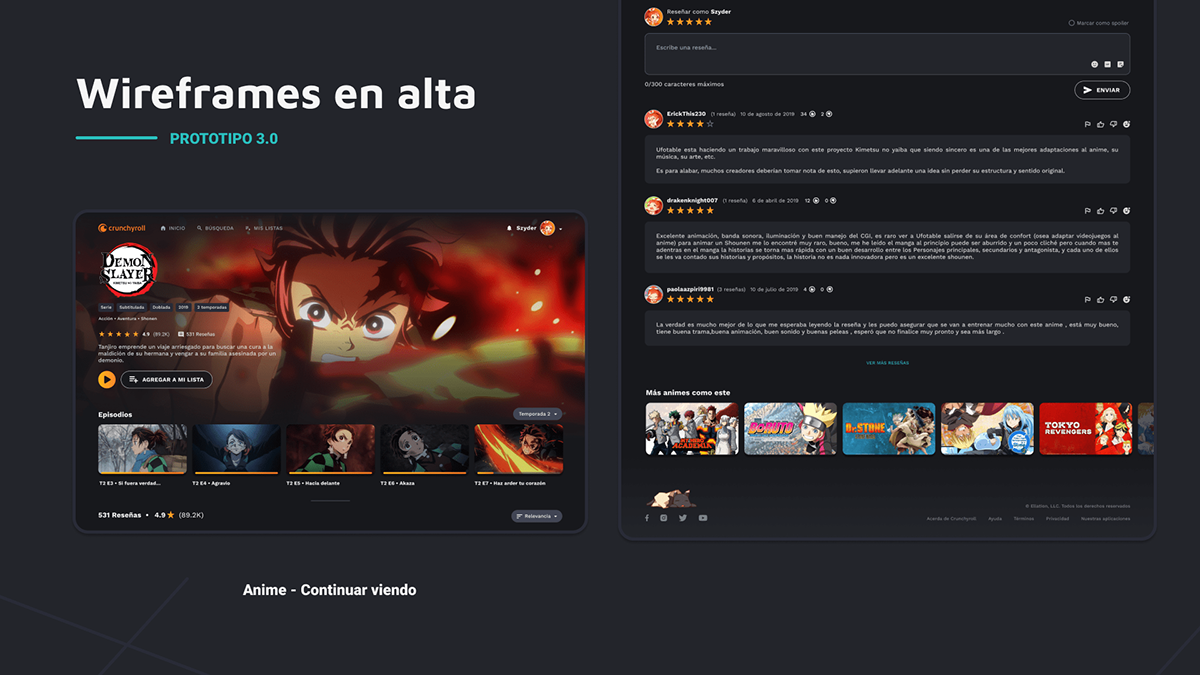 Wireframes en alta
PROTOTIPO 3.0
crunchyroll
INICIO
BÚSQUEDA
MIS LISTAS
Szyder
DEMON
SLAYER
KIMETSU NO YAIBA
Serie
Subtitulada
Doblada
2019
2 temporadas
Acción • Aventura • Shonen
4.9 (89.2K)
531 Reseñas
Tanjiro emprende un viaje arriesgado para buscar una cura a la
maldición de su hermana y vengar a su familia asesinada por un
demonio.
AGREGAR A MI LISTA
Episodios
Temporada 2
T2 E3 • Si fuera verdad...
T2 E4 • Agravio
T2 E5 • Hacia delante
T2 E6 • Akaza
T2 E7 • Haz arder tu corazón
531 Reseñas • 4.9 (89.2K)
Relevancia
Anime - Continuar viendo
Reseñar como Szyder
Marcar como spoiler
Escribe una reseña...
0/300 caracteres máximos
ENVIAR
ErickThis230 (1 reseña) 10 de agosto de 2019 34 2
Ufotable esta haciendo un trabajo maravilloso con este proyecto Kimetsu no yaiba que siendo sincero es una de las mejores adaptaciones al anime, su
música, su arte, etc.
Es para alabar, muchos creadores deberían tomar nota de esto, supieron llevar adelante una idea sin perder su estructura y sentido original.
drakenknight007 (1 reseña) 6 de abril de 2019 12 0
Excelente animación, banda sonora, iluminación y buen manejo del CGI, es raro ver a Ufotable salirse de su área de confort (osea adaptar videojuegos al
anime) para animar un Shounen me lo encontré muy raro, bueno, me he leído el manga al principio puede ser aburrido y un poco cliché pero cuando mas te
adentras en el manga la historias se torna mas rápida con un buen desarrollo entre los Personajes principales, secundarios y antagonista, y cada uno de ellos
se les va contado sus historias y propósitos, la historia no es nada innovadora pero es un excelente shounen.
paolaazpiri9981 (2 reseñas) 10 de julio de 2019 4 0
La verdad es mucho mejor de lo que me esperaba leyendo la reseña y les puedo asegurar que se van a entrenar mucho con este anime , está muy bueno,
tiene buena trama,buena animación, buen sonido y buenas peleas , esperó que no finalice muy pronto y sea más largo .
VER MÁS RESEÑAS
Más animes como este
MY HERO
ACADEMIA
BORUTO
Dr.STONE
TOKYO
REVENGERS
© Ellation, LLC. Todos los derechos reservados
Acerda de Crunchyroll
Ayuda
Términos
Privacidad
Nuestras aplicaciones